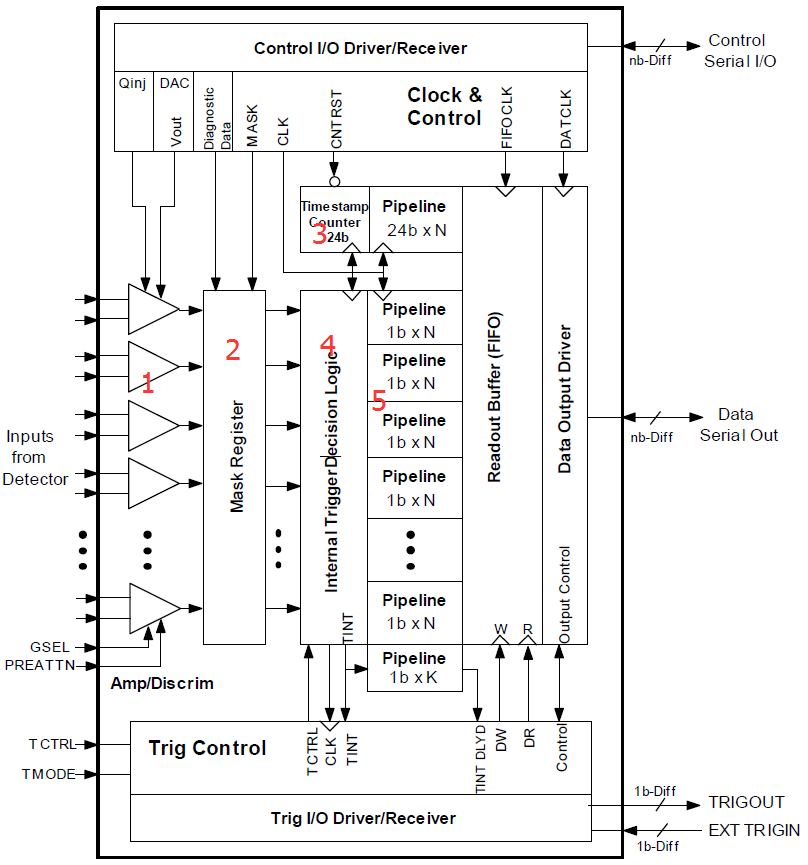 Control I/O Driver/Receiver
nb-Diff
Control
Serial I/O
Qinj
DAC
Vout
Diagnostic
Data
MASK
CLK
CNTRST
Clock &
Control
FIFOCLK
DATCLK
Timestamp
Counter
24b
3
Pipeline
24b x N
1
2
Mask Register
4
Internal Trigger Decision Logic
5
Pipeline
1b x N
Pipeline
1b x N
Pipeline
1b x N
Pipeline
1b x N
Pipeline
1b x N
Pipeline
1b x K
Readout Buffer (FIFO)
Data Output Driver
Output Control
W
R
TINT
nb-Diff
Data
Serial Out
Inputs
from
Detector
GSEL
PREATTN
Amp/Discrim
TCTRL
TMODE
Trig Control
TCTRL
CLK
TINT
TINT DLYD
DW
DR
Control
Trig I/O Driver/Receiver
1b-Diff
TRIGOUT
EXT TRIGIN
1b-Diff